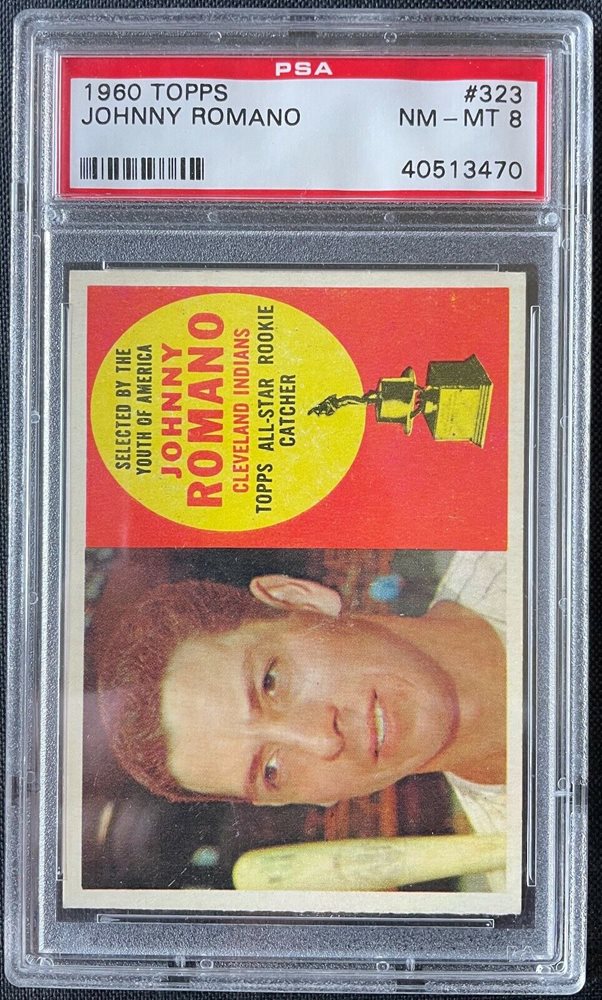 PSA
1960 TOPPS
#323
JOHNNY ROMANO
NM – MT 8
40513470
SELECTED BY THE
YOUTH OF AMERICA
JOHNNY
ROMANO
CLEVELAND INDIANS
TOPPS ALL-STAR ROOKIE
CATCHER